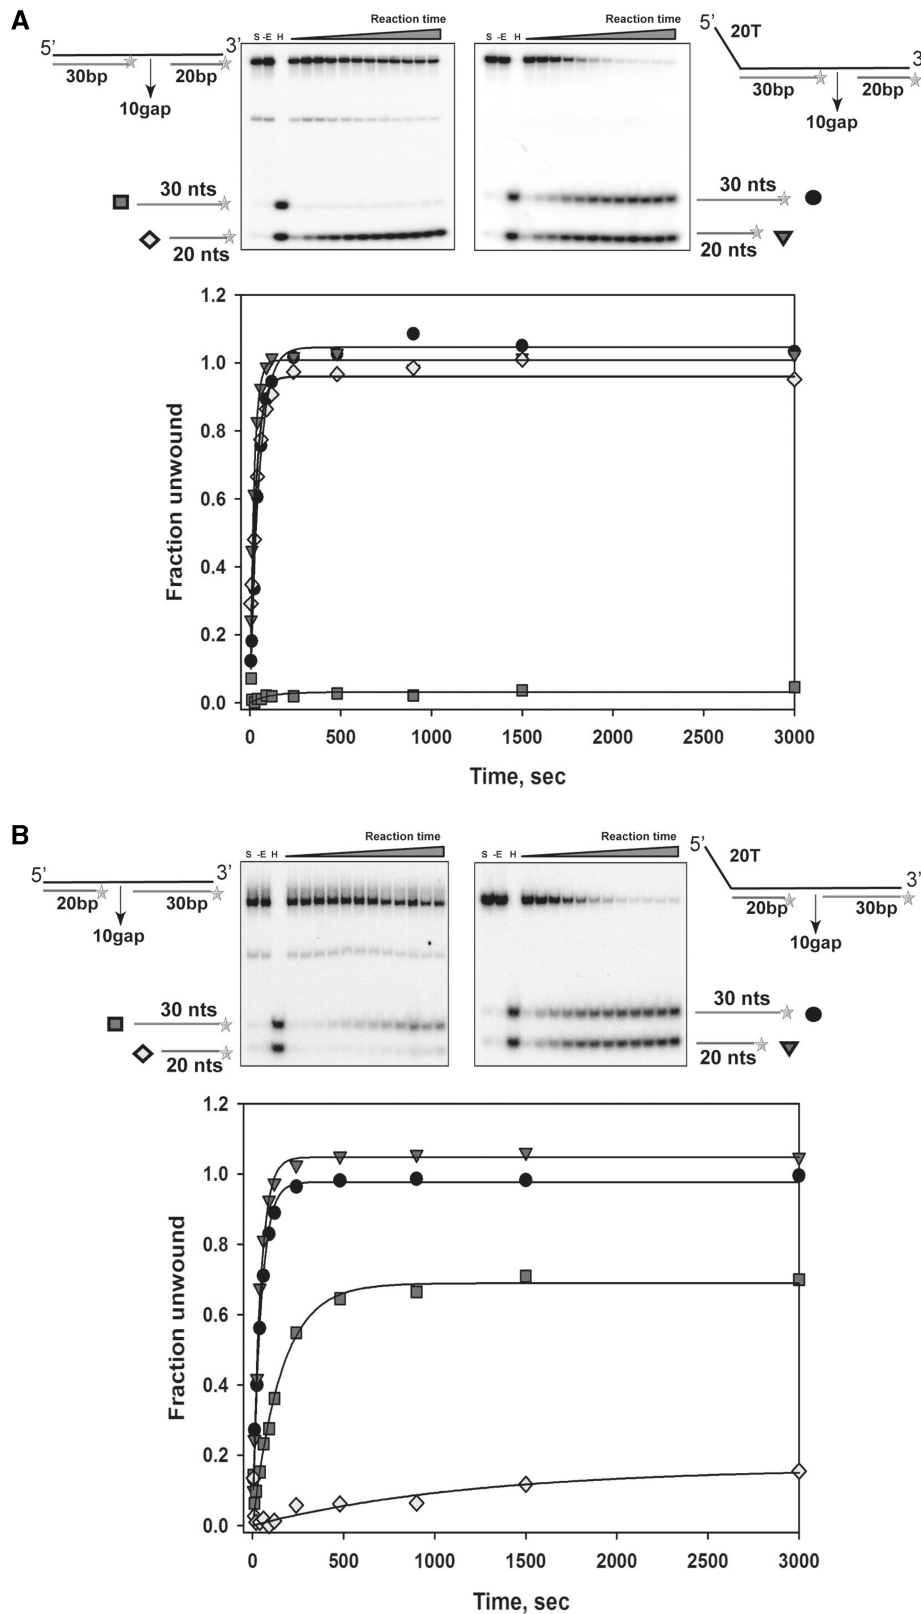 A
5'
3'
30bp
20bp
10gap
S -E H
Reaction time
S -E H
Reaction time
5'
20T
3'
30bp
20bp
10gap
30 nts
20 nts
30 nts
20 nts
1.2
1.0
0.8
0.6
0.4
0.2
0.0
Fraction unwound
0
500
1000
1500
2000
2500
3000
Time, sec
B
5'
3'
20bp
30bp
10gap
S -E H
Reaction time
S -E H
Reaction time
5'
20T
3'
20bp
30bp
10gap
30 nts
20 nts
30 nts
20 nts
1.2
1.0
0.8
0.6
0.4
0.2
0.0
Fraction unwound
0
500
1000
1500
2000
2500
3000
Time, sec